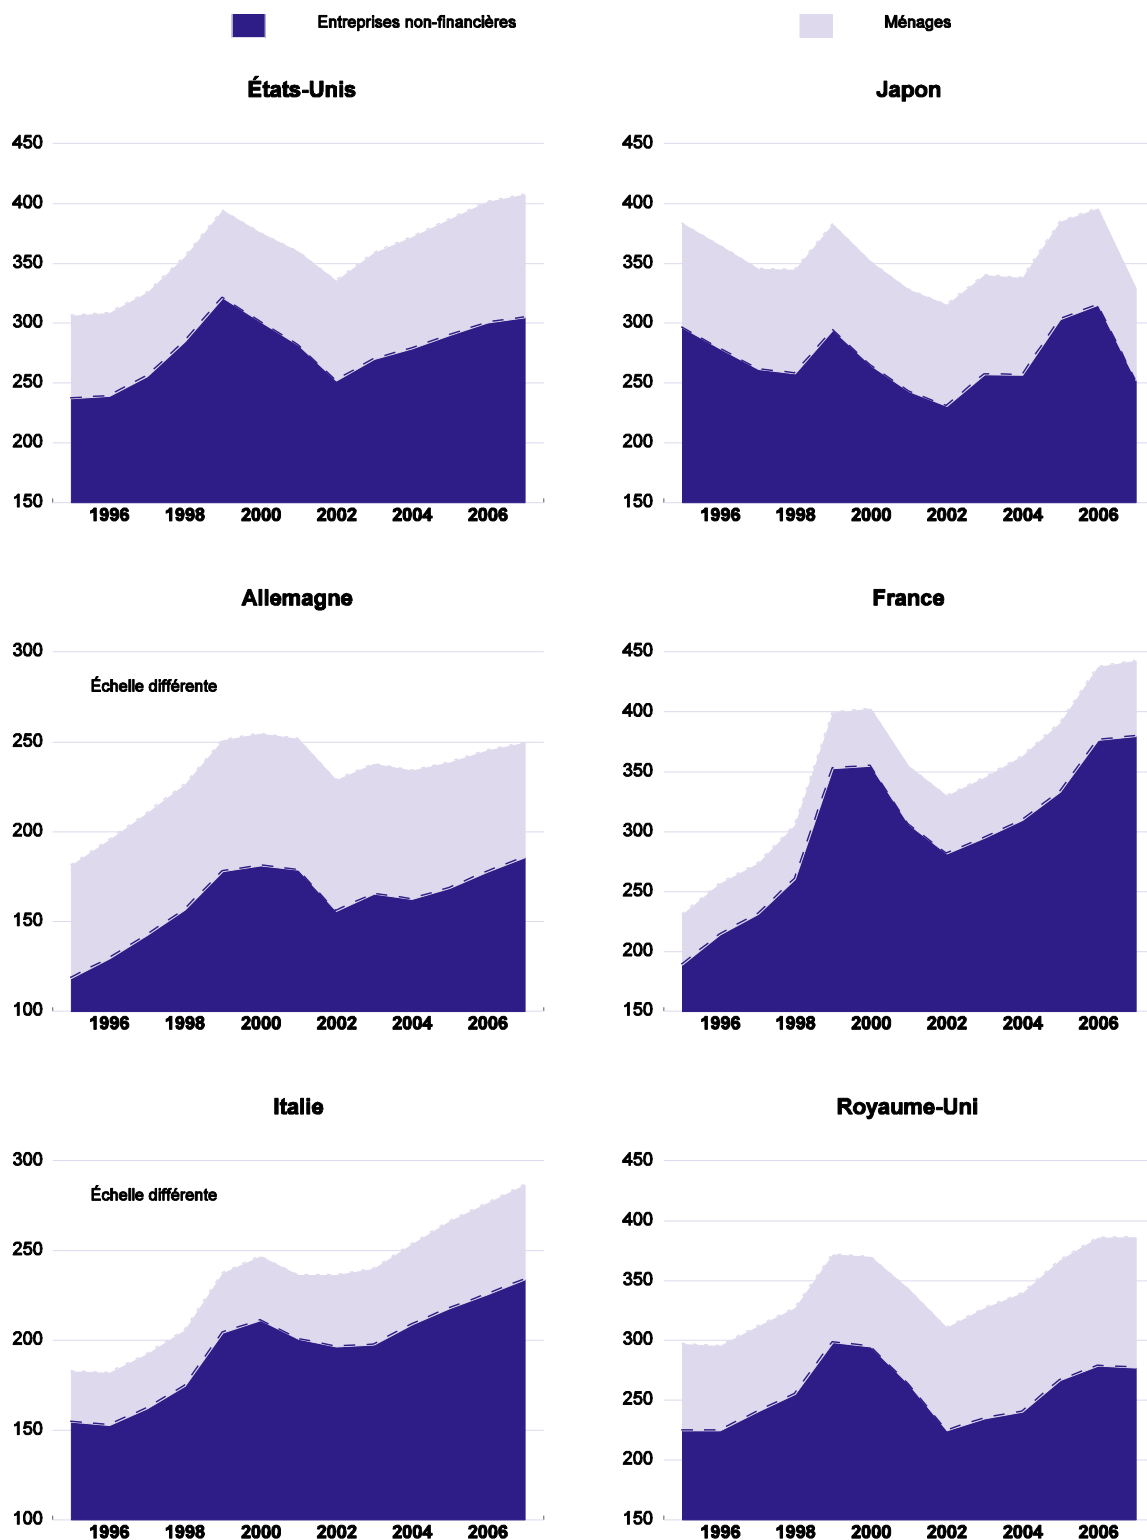 Entreprises non-financières Ménages
États-Unis Japon
450 450
400 400
350 350
300 300
250 250
200 200
150 150
1996 1998 2000 2002 2004 2006 1996 1998 2000 2002 2004 2006
Allemagne France
300 450
Échelle différente
400
250 350
200 300
150 250
200
100 150
1996 1998 2000 2002 2004 2006 1996 1998 2000 2002 2004 2006
Italie Royaume-Uni
300 450
Échelle différente
400
250 350
200 300
150 250
200
100 150
1996 1998 2000 2002 2004 2006 1996 1998 2000 2002 2004 2006